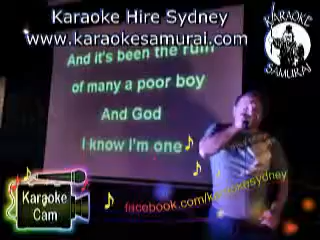 Karaoke Hire Sydney
www.karaokesamurai.com
KARAOKE
SAMURAI
And it's been the ruin
of many a poor boy
And God
I know I'm one
Karaoke
Cam
facebook.com/karaokesydney